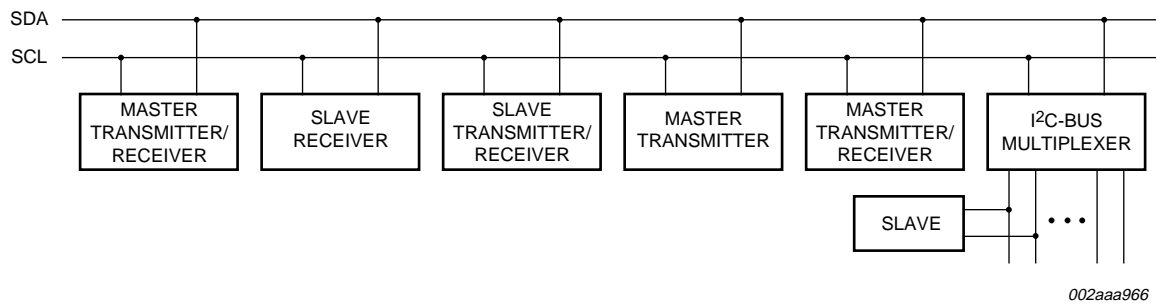 SDA
SCL
MASTER
TRANSMITTER/
RECEIVER
SLAVE
RECEIVER
SLAVE
TRANSMITTER/
RECEIVER
MASTER
TRANSMITTER
MASTER
TRANSMITTER/
RECEIVER
I²C-BUS
MULTIPLEXER
SLAVE
002aaa966